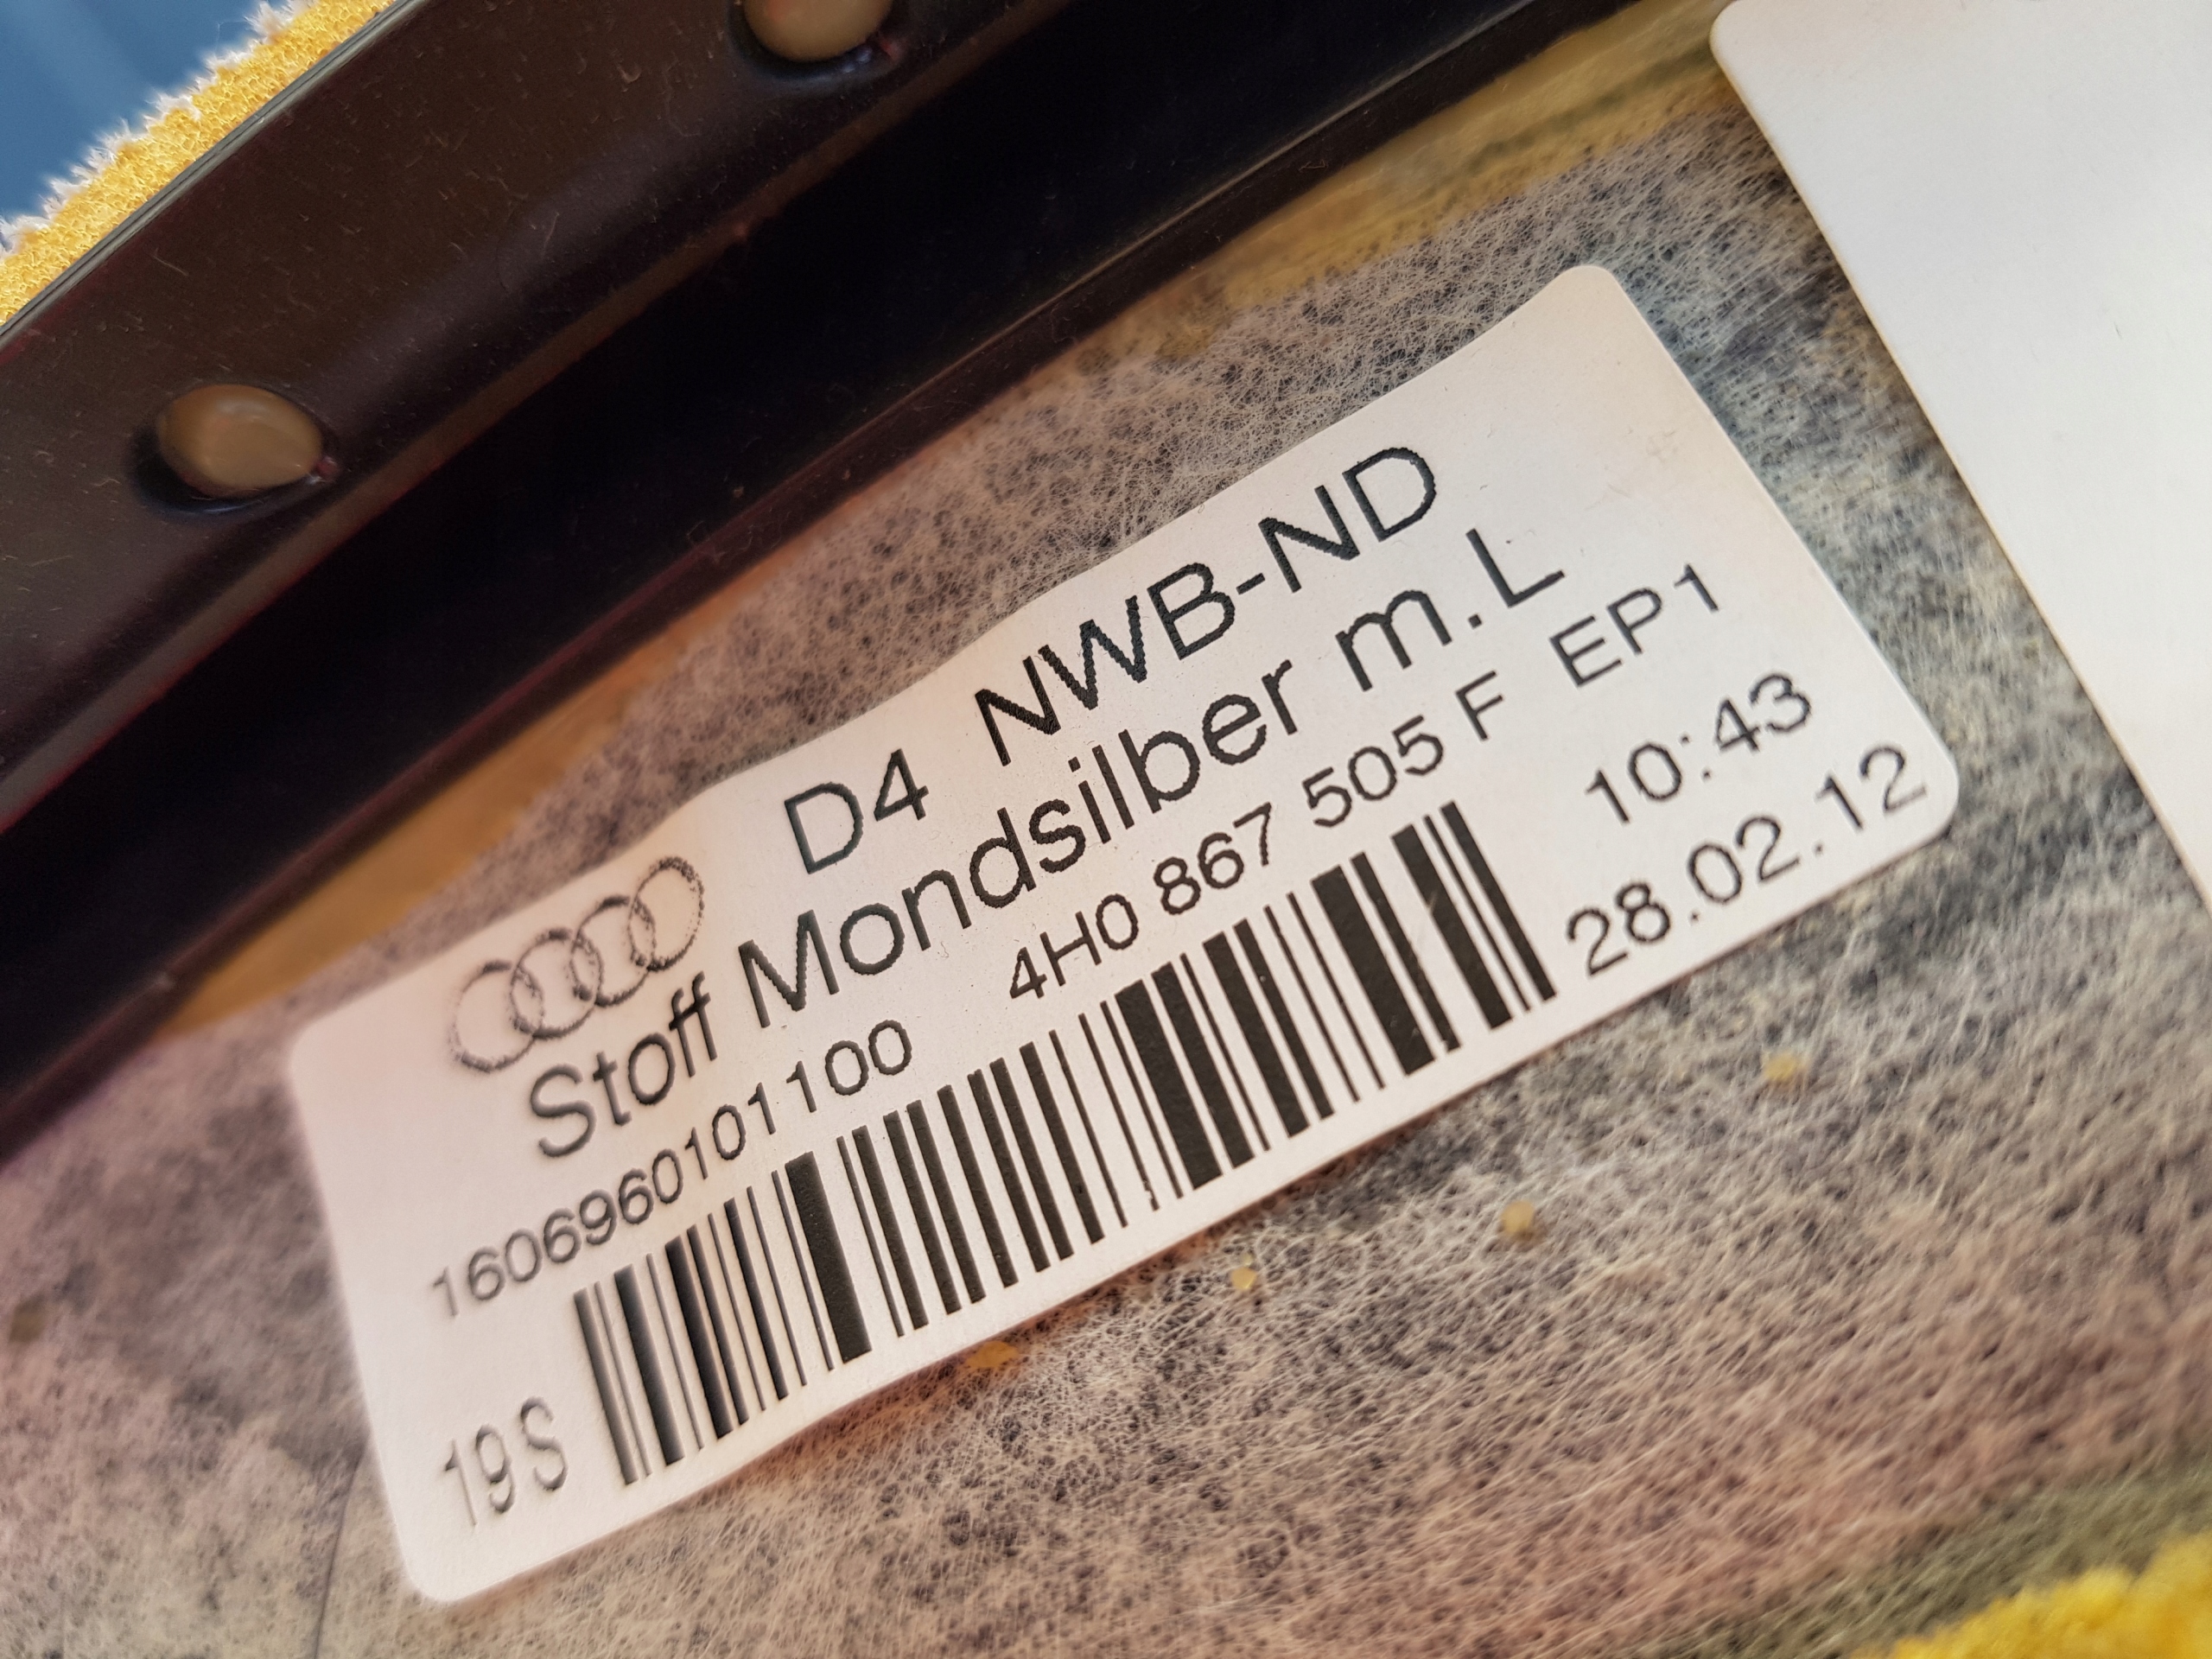 D4 NWB-ND
Stoff Mondsilber m.L
1606960101100 4H0 867 505 F EP1
10:43
19S 28.02.12